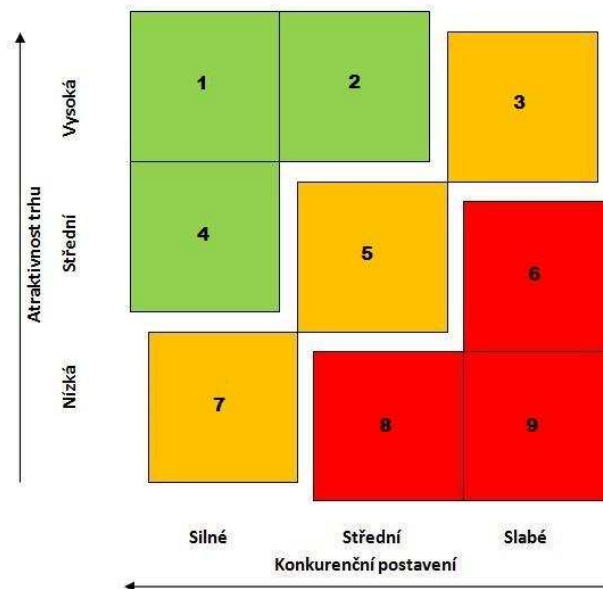 Atraktivnost trhu
Vysoká
Střední
Nízká
1 2 3
4 5 6
7 8 9
Silné Střední Slabé
Konkurenční postavení